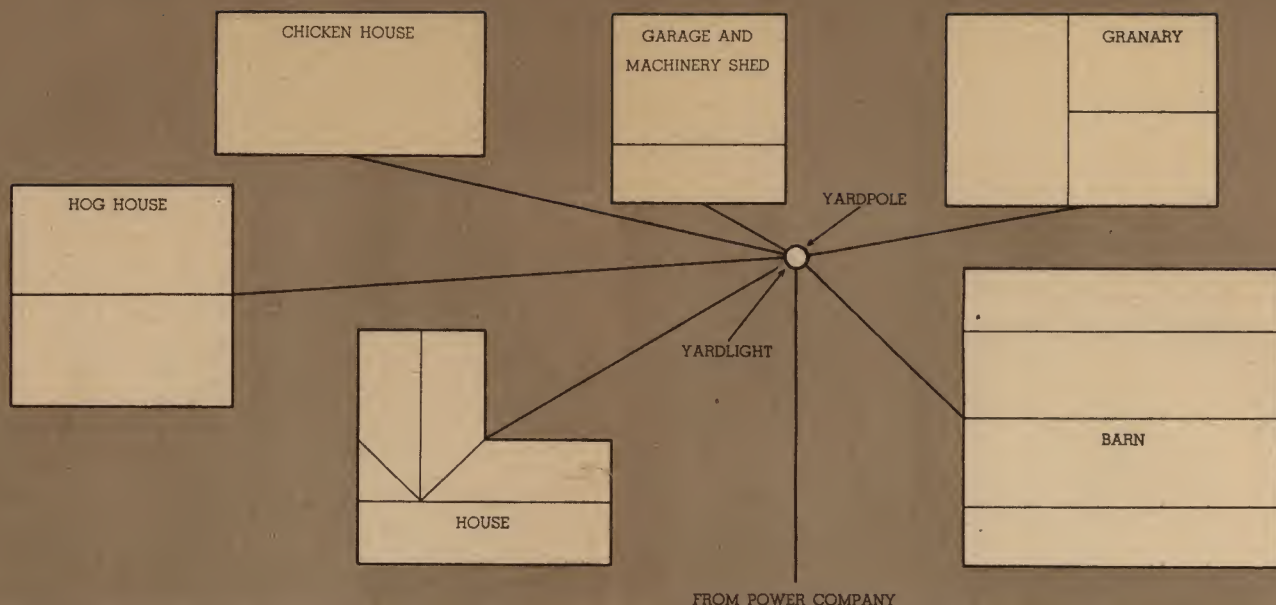 CHICKEN HOUSE
GARAGE AND
MACHINERY SHED
GRANARY
HOG HOUSE
YARDPOLE
YARDLIGHT
BARN
HOUSE
FROM POWER COMPANY